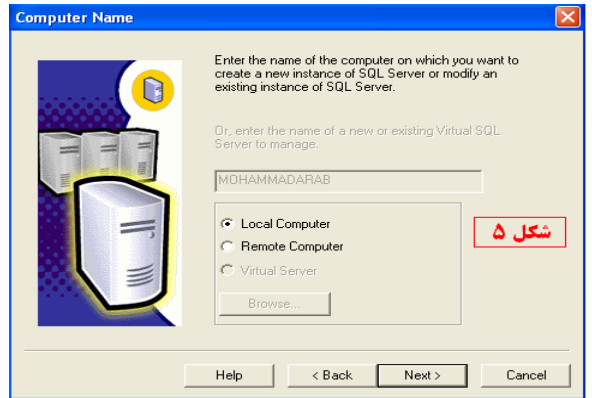 Computer Name
Enter the name of the computer on which you want to
create a new instance of SQL Server or modify an
existing instance of SQL Server.
Or, enter the name of a new or existing Virtual SQL
Server to manage.
MOHAMMADARAB
Local Computer
شکل ۵
Remote Computer
Virtual Server
Browse...
Help
< Back
Next >
Cancel